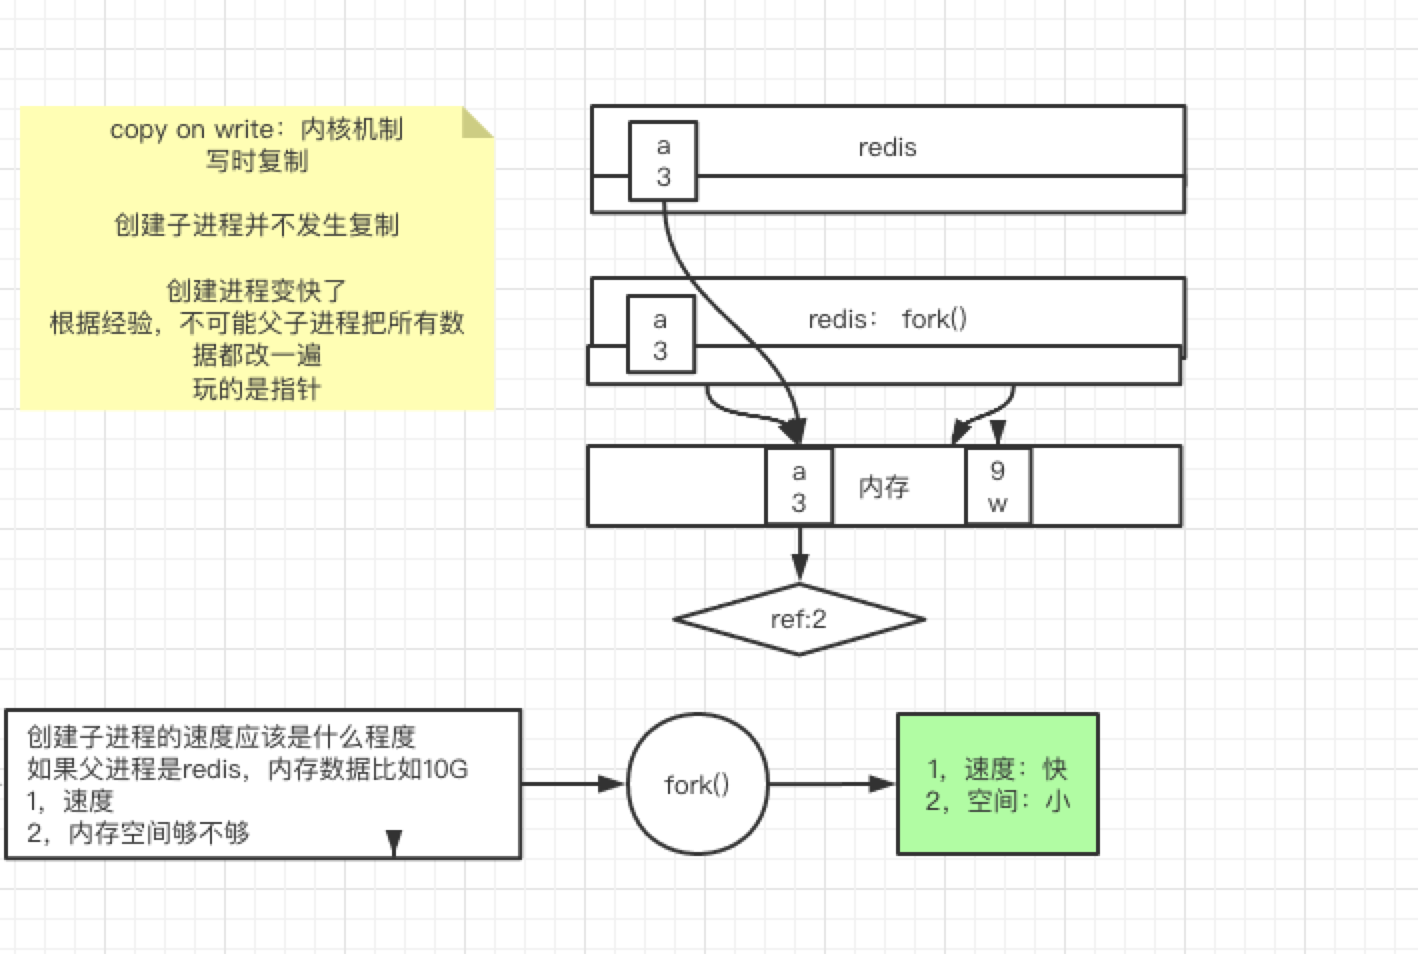 copy on write：内核机制
写时复制
创建子进程并不发生复制
创建进程变快了
根据经验，不可能父子进程把所有数
据都改一遍
玩的是指针
a
3
redis
a
3
redis： fork()
a
3
内存
9
w
ref:2
创建子进程的速度应该是什么程度
如果父进程是redis，内存数据比如10G
1，速度
2，内存空间够不够
fork()
1，速度：快
2，空间：小